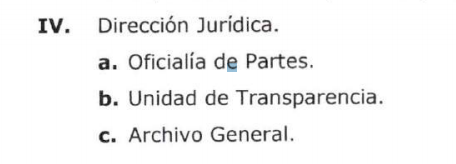 IV. Dirección Jurídica.
a. Oficialía de Partes.
b. Unidad de Transparencia.
c. Archivo General.